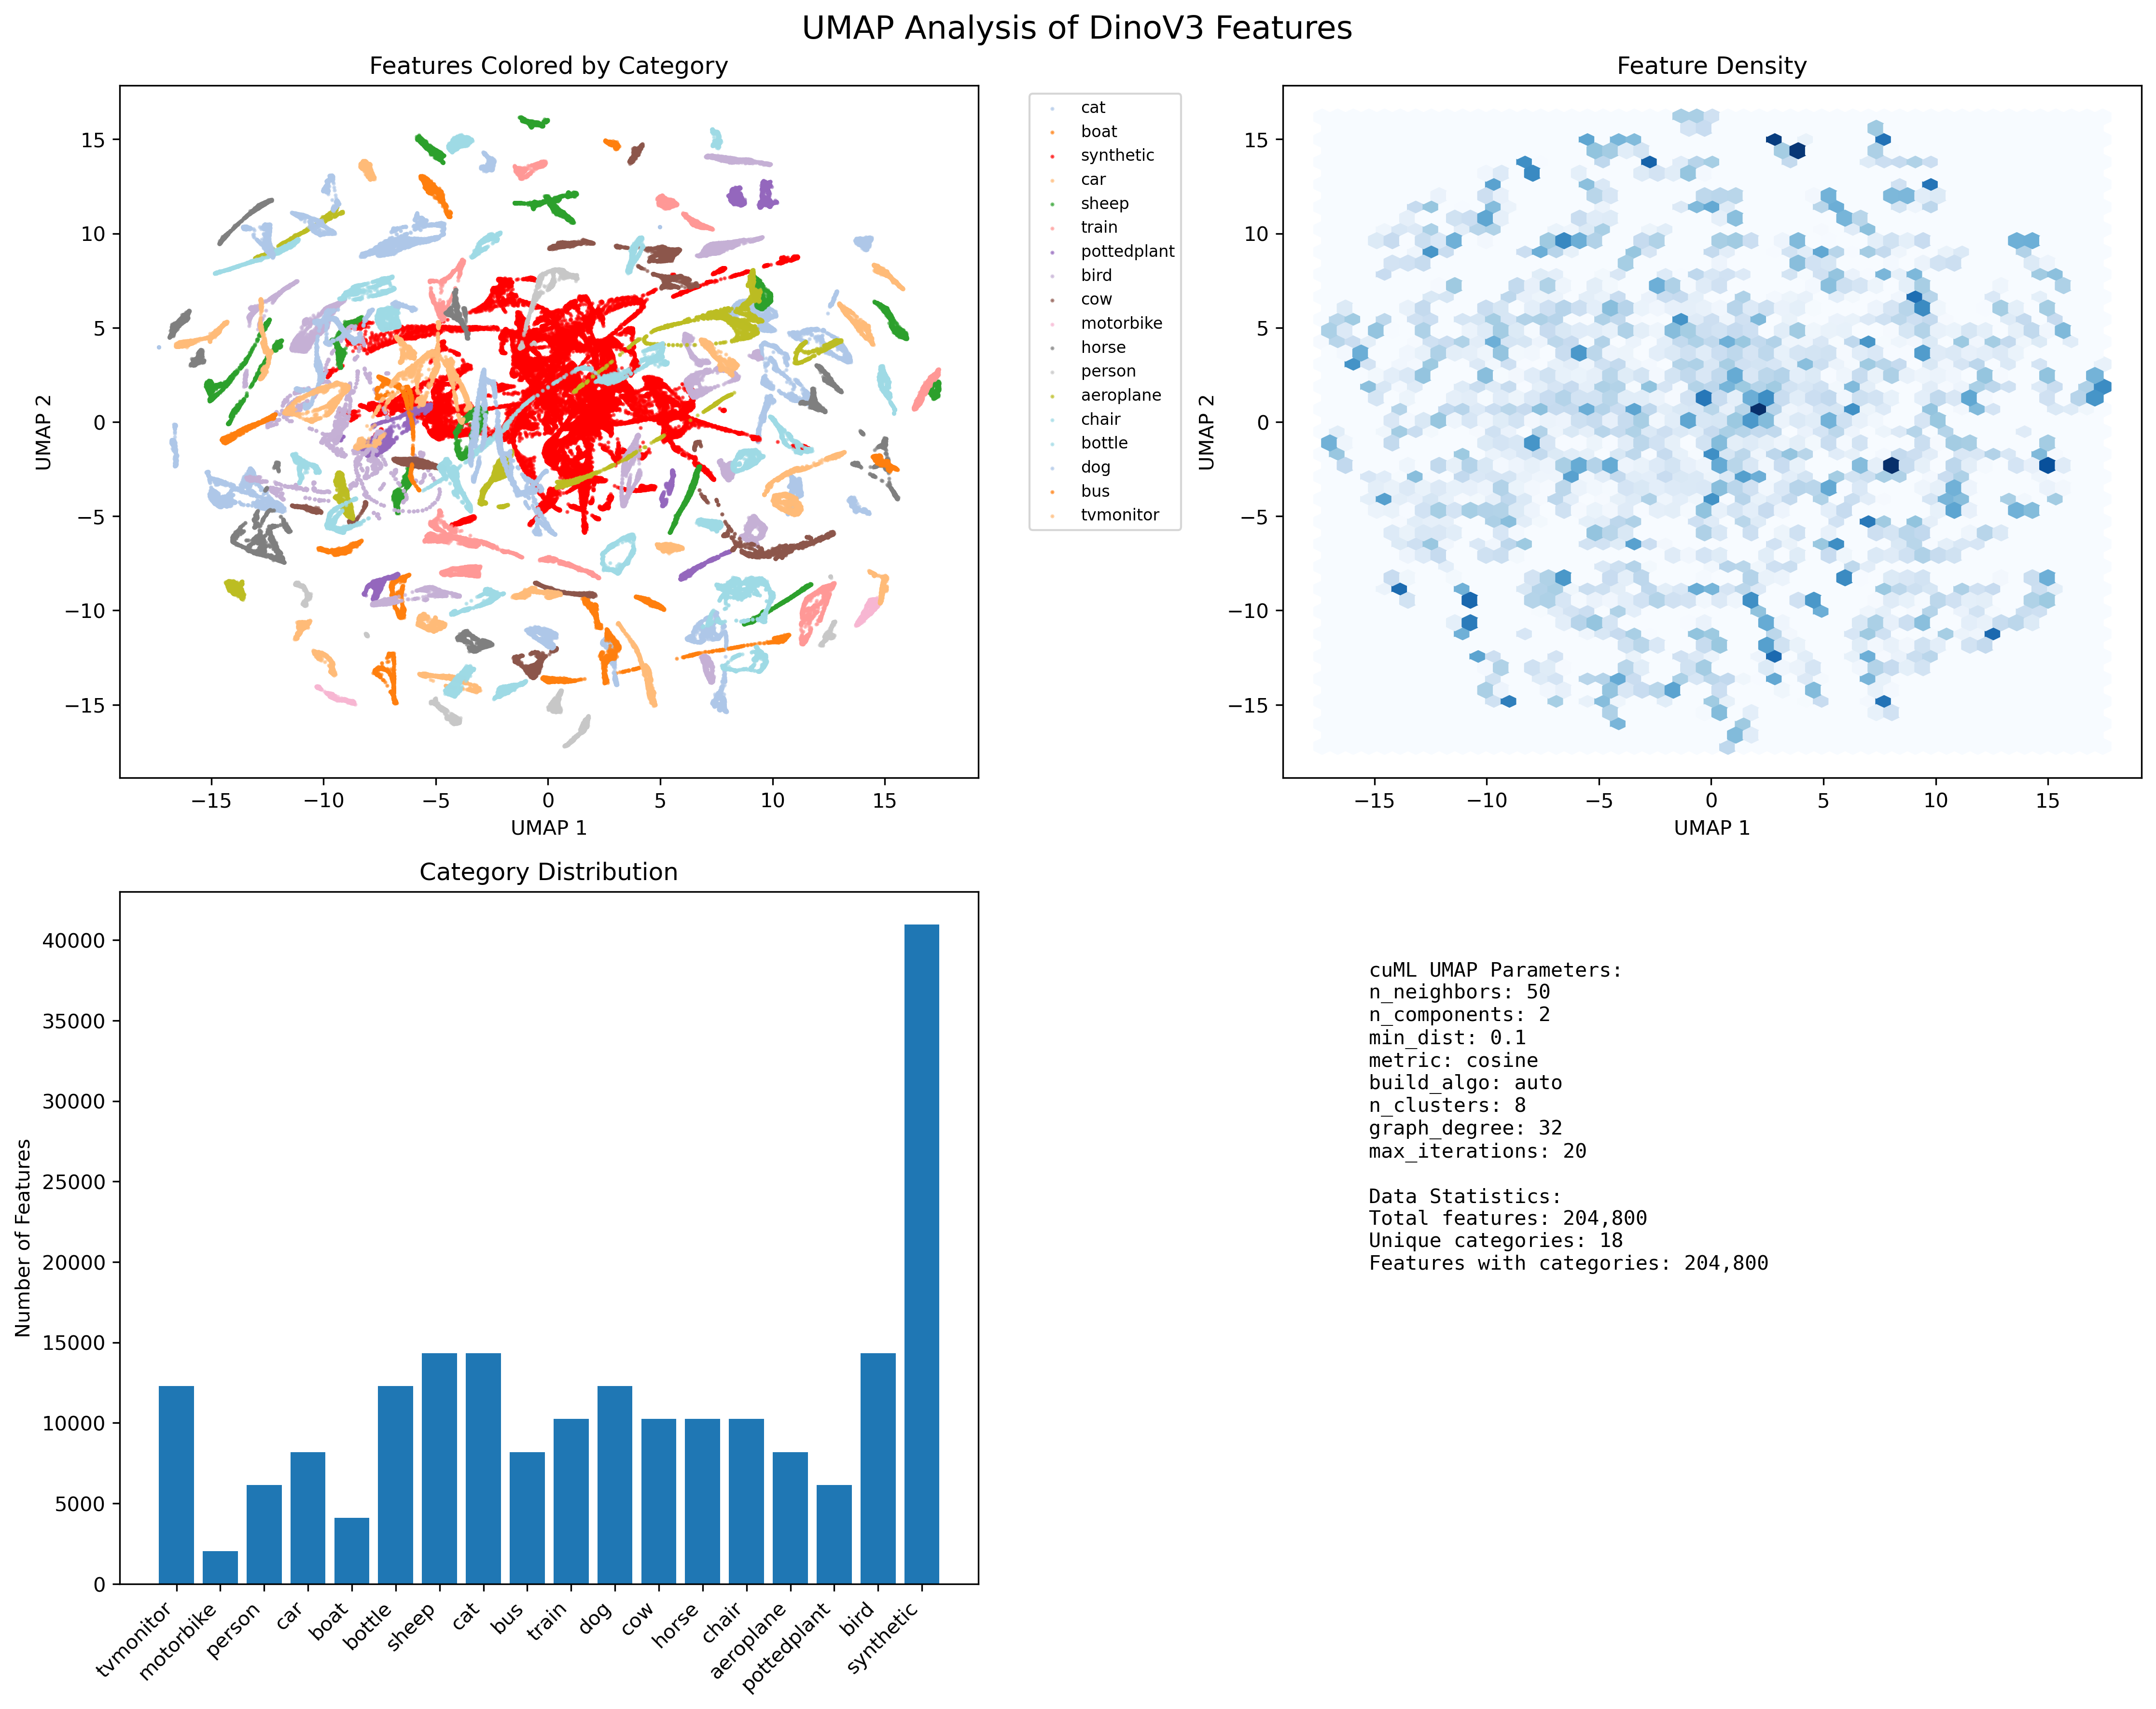 UMAP Analysis of DinoV3 Features
Features Colored by Category
15
10
5
0
−5
−10
−15
UMAP 2
−15 −10 −5 0 5 10 15
UMAP 1
cat
boat
synthetic
car
sheep
train
pottedplant
bird
cow
motorbike
horse
person
aeroplane
chair
bottle
dog
bus
tvmonitor
Feature Density
15
10
5
0
−5
−10
−15
UMAP 2
−15 −10 −5 0 5 10 15
UMAP 1
Category Distribution
40000
35000
30000
25000
20000
15000
10000
5000
0
Number of Features
tvmonitor
motorbike
person
car
boat
bottle
sheep
cat
bus
train
dog
cow
horse
chair
aeroplane
pottedplant
bird
synthetic
cuML UMAP Parameters:
n_neighbors: 50
n_components: 2
min_dist: 0.1
metric: cosine
build_algo: auto
n_clusters: 8
graph_degree: 32
max_iterations: 20
Data Statistics:
Total features: 204,800
Unique categories: 18
Features with categories: 204,800